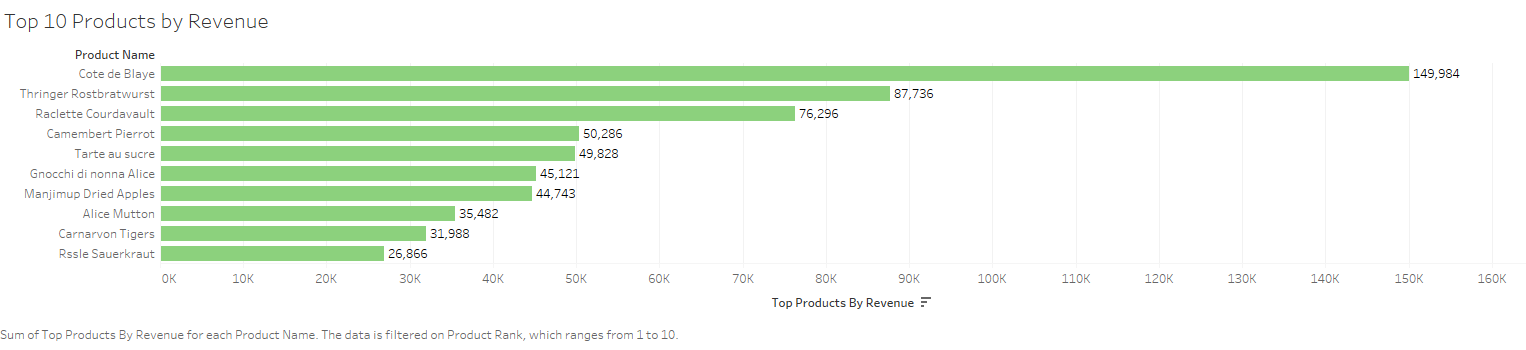 Top 10 Products by Revenue
Product Name
Cote de Blaye 149,984
Thringer Rostbratwurst 87,736
Raclette Courdavault 76,296
Camembert Pierrot 50,286
Tarte au sucre 49,828
Gnocchi di nonna Alice 45,121
Manjimup Dried Apples 44,743
Alice Mutton 35,482
Carnarvon Tigers 31,988
Rssle Sauerkraut 26,866
0K 10K 20K 30K 40K 50K 60K 70K 80K 90K 100K 110K 120K 130K 140K 150K 160K
Top Products By Revenue
Sum of Top Products By Revenue for each Product Name. The data is filtered on Product Rank, which ranges from 1 to 10.